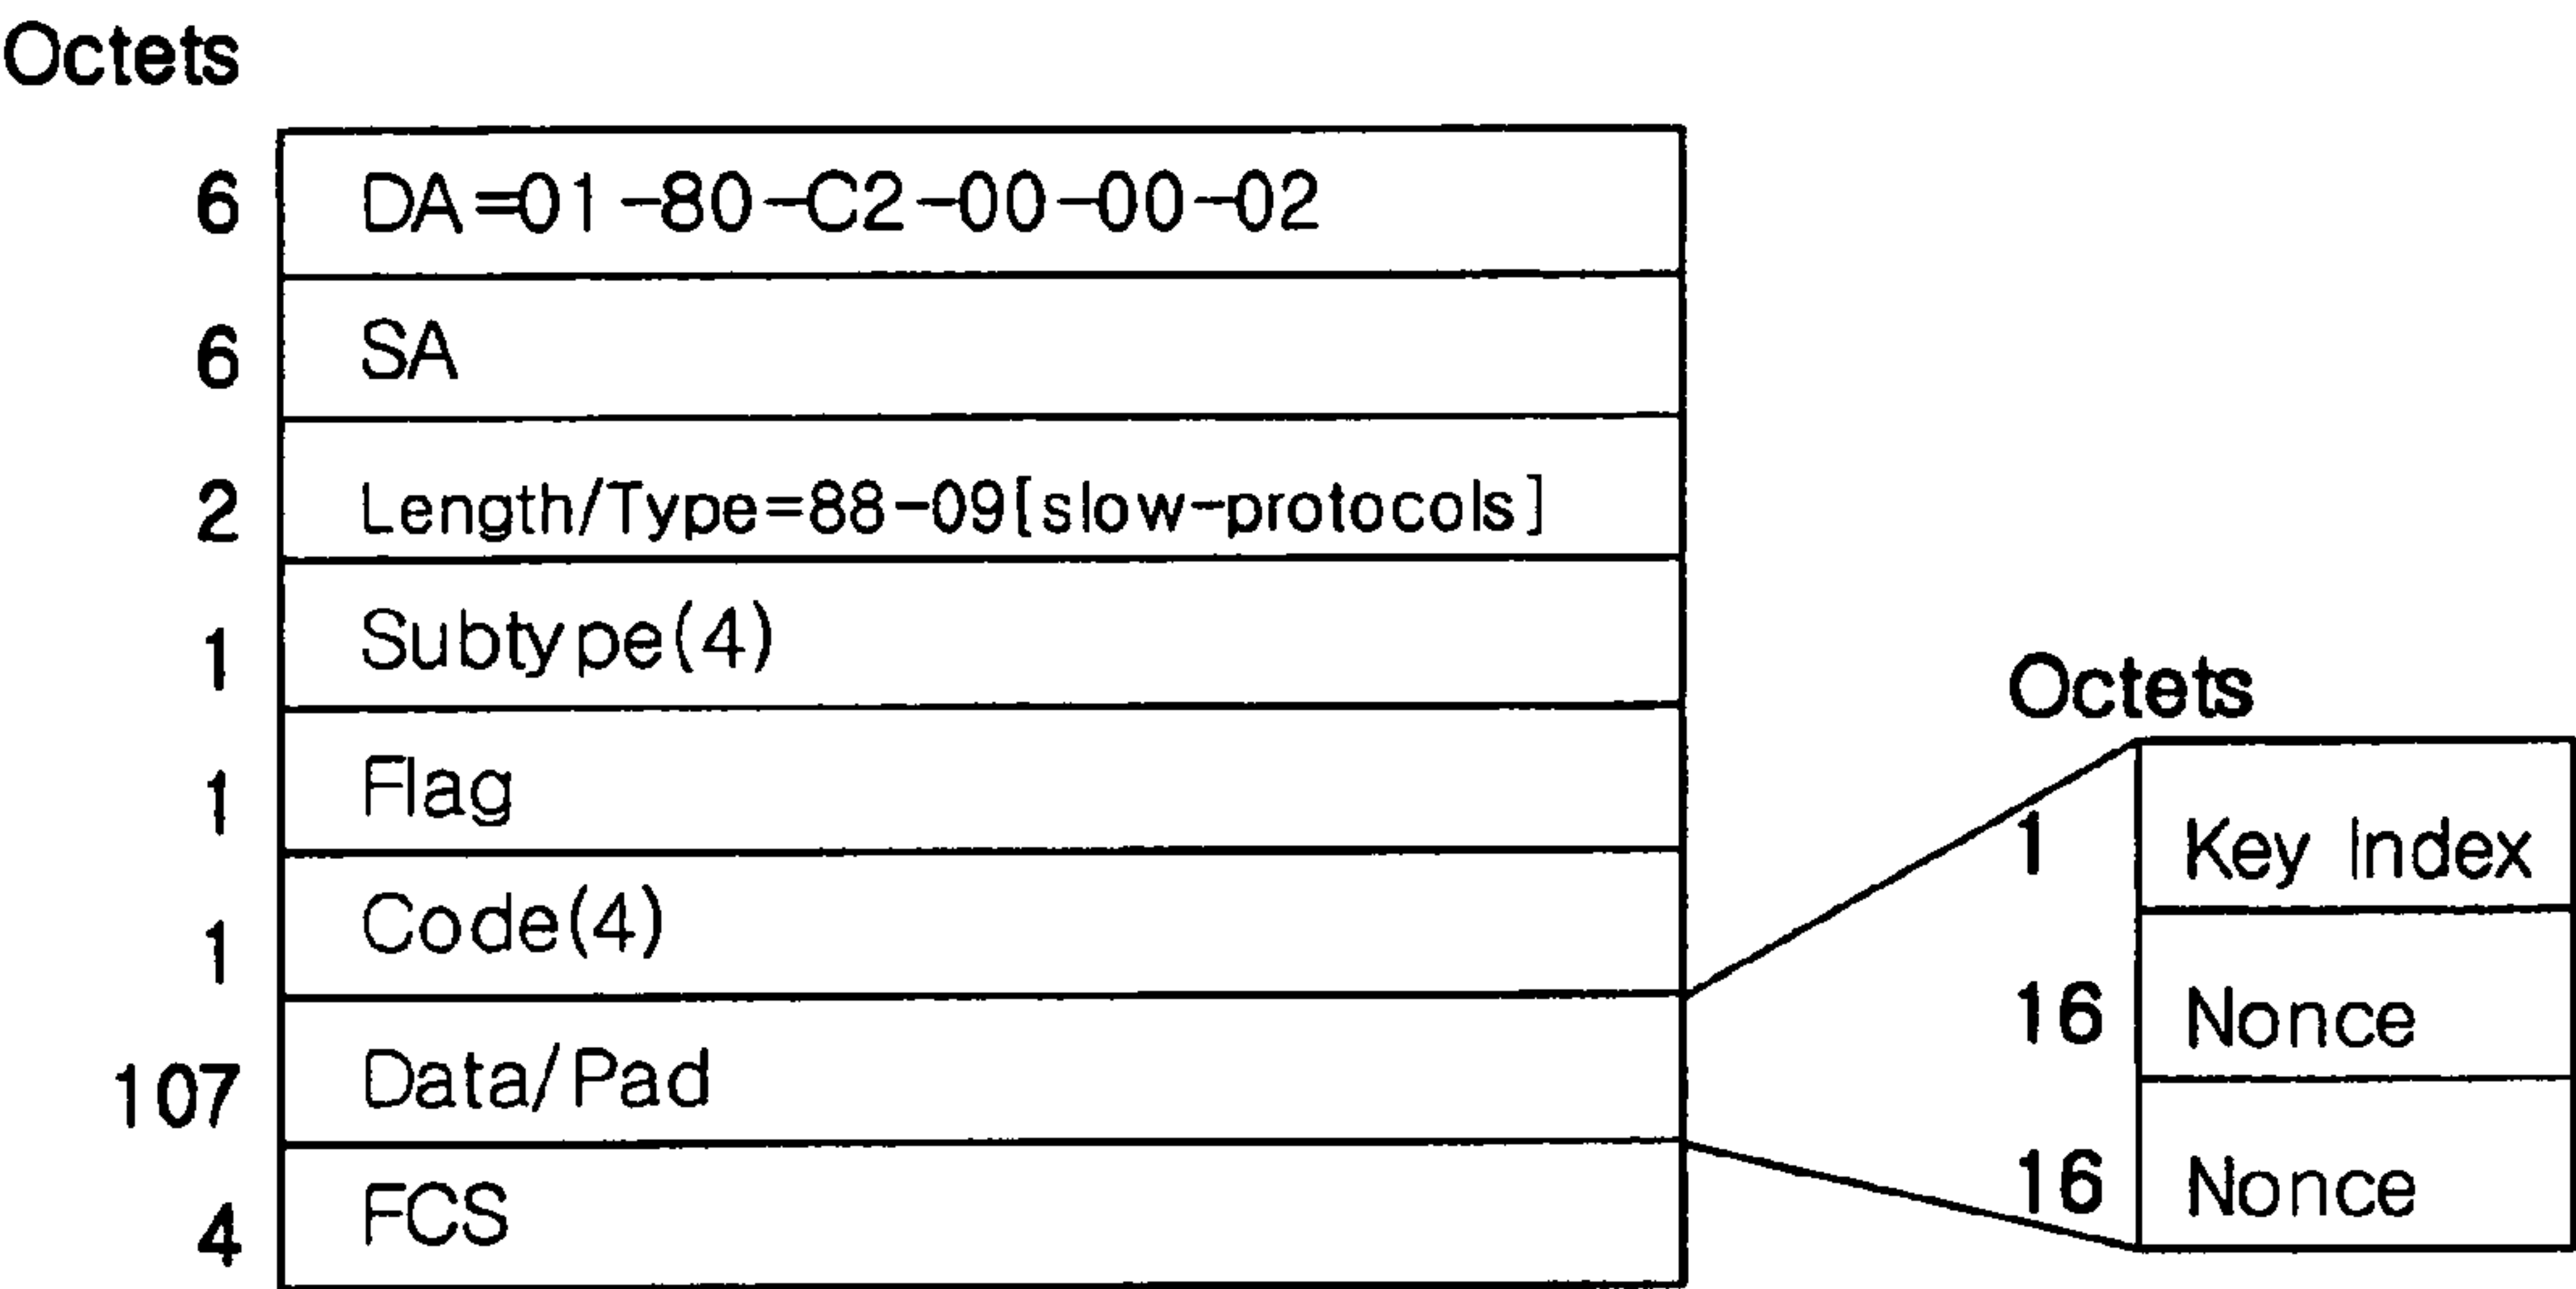 Octets
6 DA=01-80-C2-00-00-02
6 SA
2 Length/Type=88-09[slow-protocols]
1 Subtype(4)
1 Flag
1 Code(4)
107 Data/Pad
4 FCS
Octets
1 Key Index
16 Nonce
16 Nonce